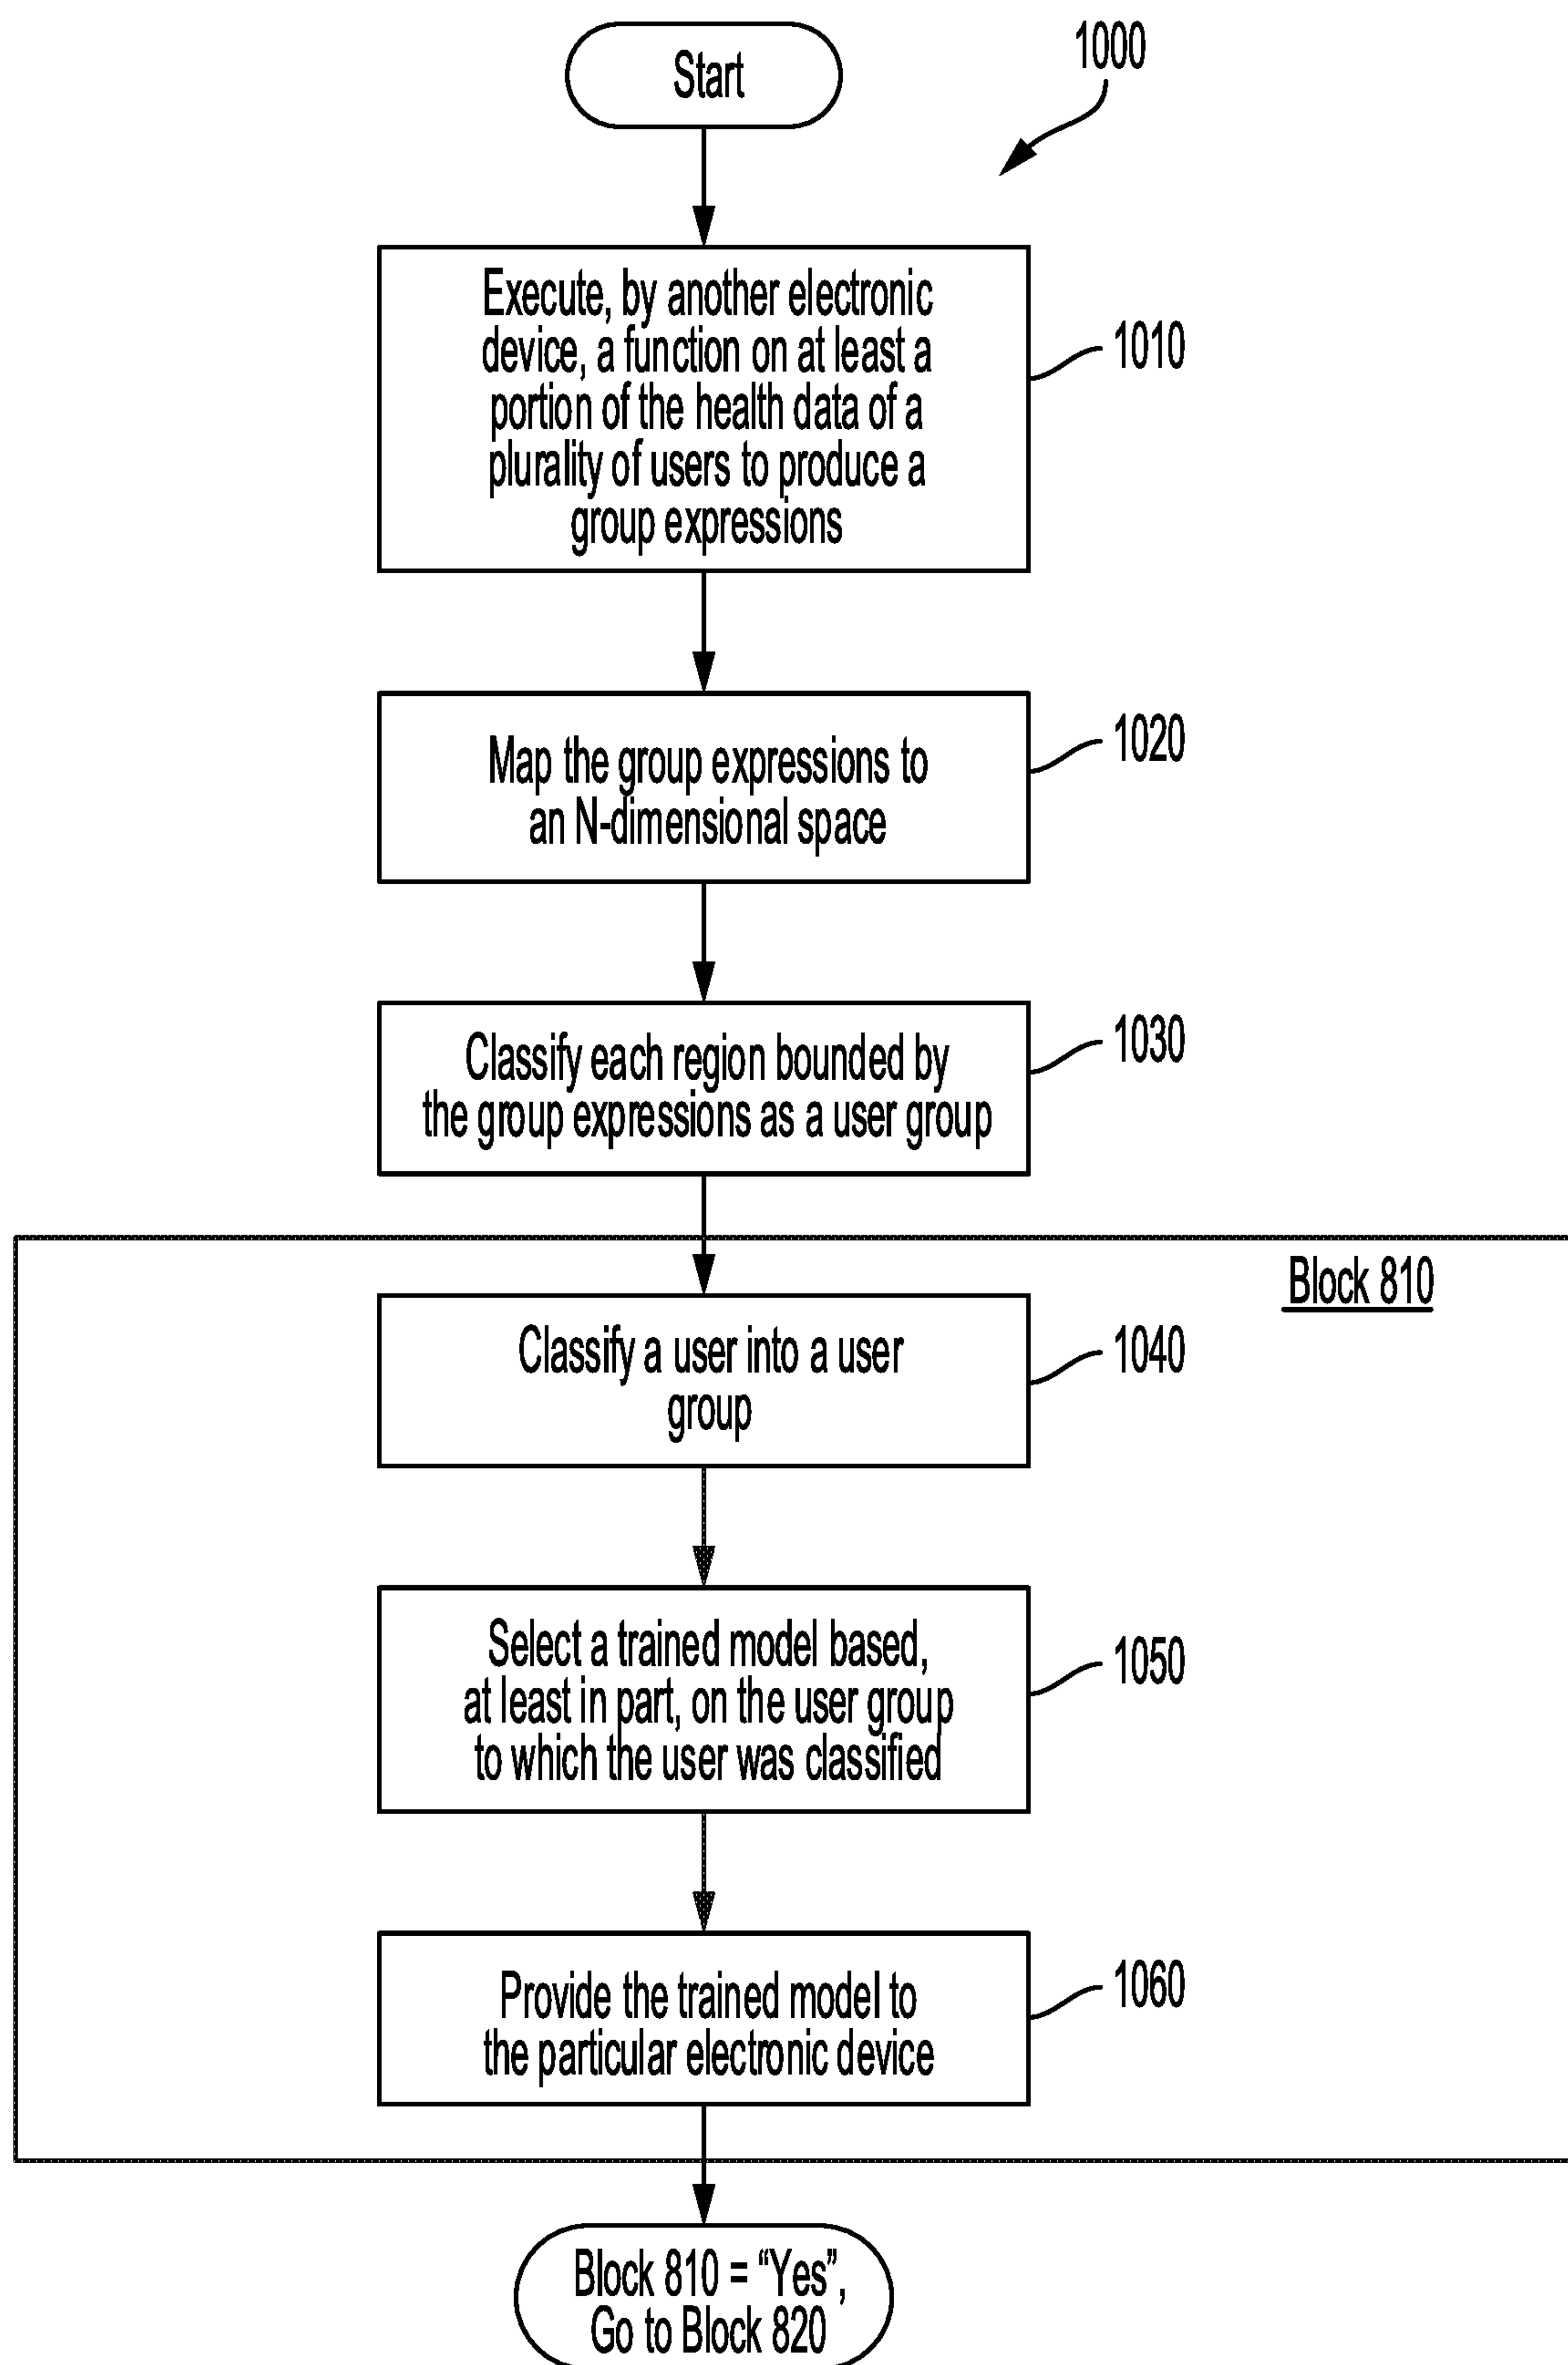 Start
1000
Execute, by another electronic
device, a function on at least a
portion of the health data of a
plurality of users to produce a
group expressions
1010
Map the group expressions to
an N-dimensional space
1020
Classify each region bounded by
the group expressions as a user group
1030
Block 810
Classify a user into a user
group
1040
Select a trained model based,
at least in part, on the user group
to which the user was classified
1050
Provide the trained model to
the particular electronic device
1060
Block 810 = “Yes”,
Go to Block 820